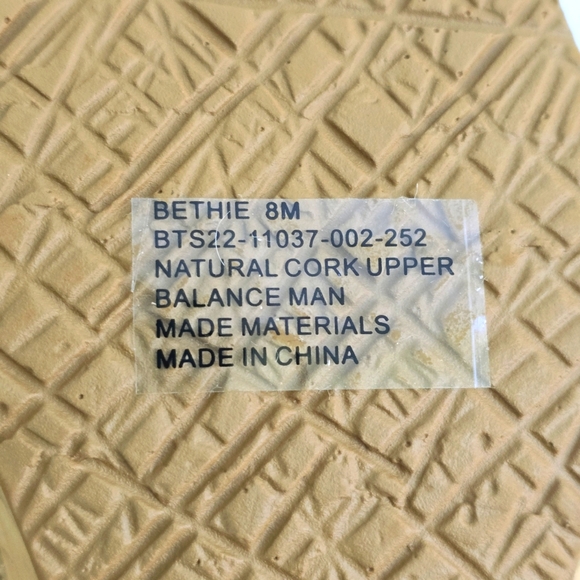 BETHIE 8M
BTS22-11037-002-252
NATURAL CORK UPPER
BALANCE MAN
MADE MATERIALS
MADE IN CHINA